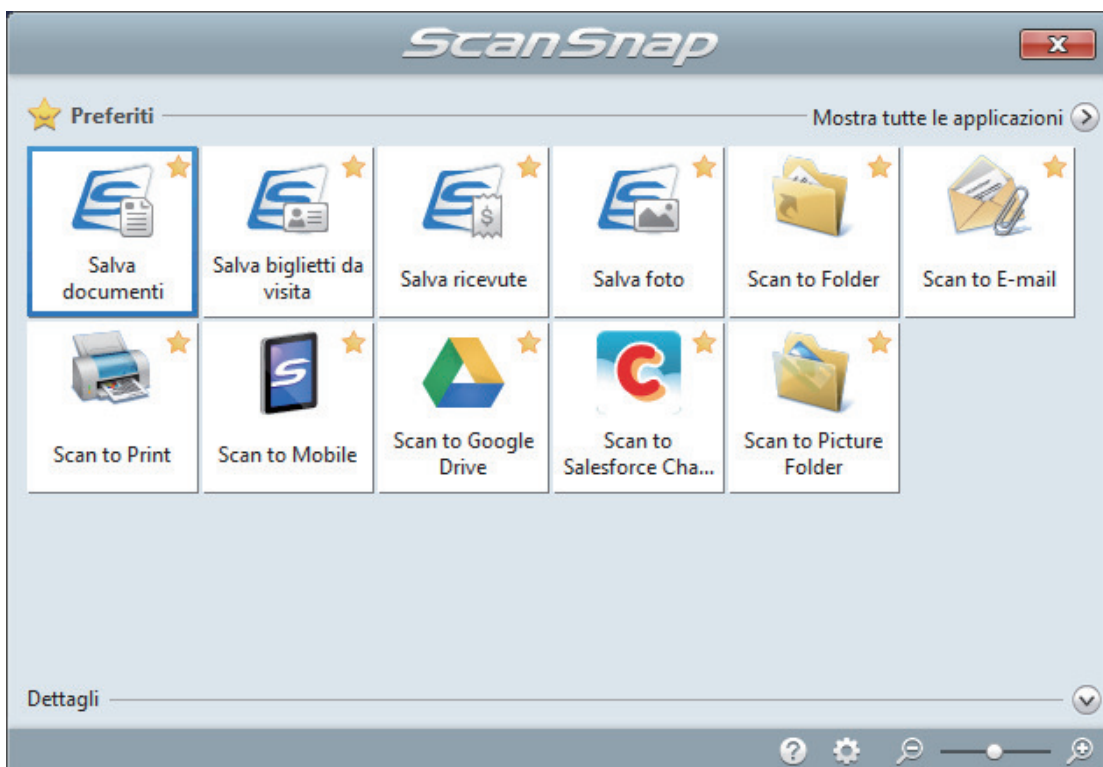 ScanSnap
Preferiti
Mostra tutte le applicazioni
Salva
documenti
Salva biglietti da
visita
Salva ricevute
Salva foto
Scan to Folder
Scan to E-mail
Scan to Print
Scan to Mobile
Scan to Google
Drive
Scan to
Salesforce Cha...
Scan to Picture
Folder
Dettagli